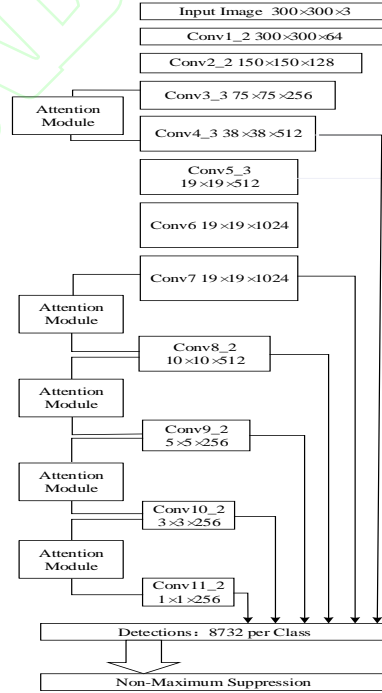 Input Image 300×300×3
Conv1_2 300×300×64
Conv2_2 150×150×128
Conv3_3 75×75×256
Attention
Module
Conv4_3 38×38×512
Conv5_3
19×19×512
Conv6 19×19×1024
Conv7 19×19×1024
Attention
Module
Conv8_2
10×10×512
Attention
Module
Conv9_2
5×5×256
Attention
Module
Conv10_2
3×3×256
Attention
Module
Conv11_2
1×1×256
Detections：8732 per Class
Non-Maximum Suppression